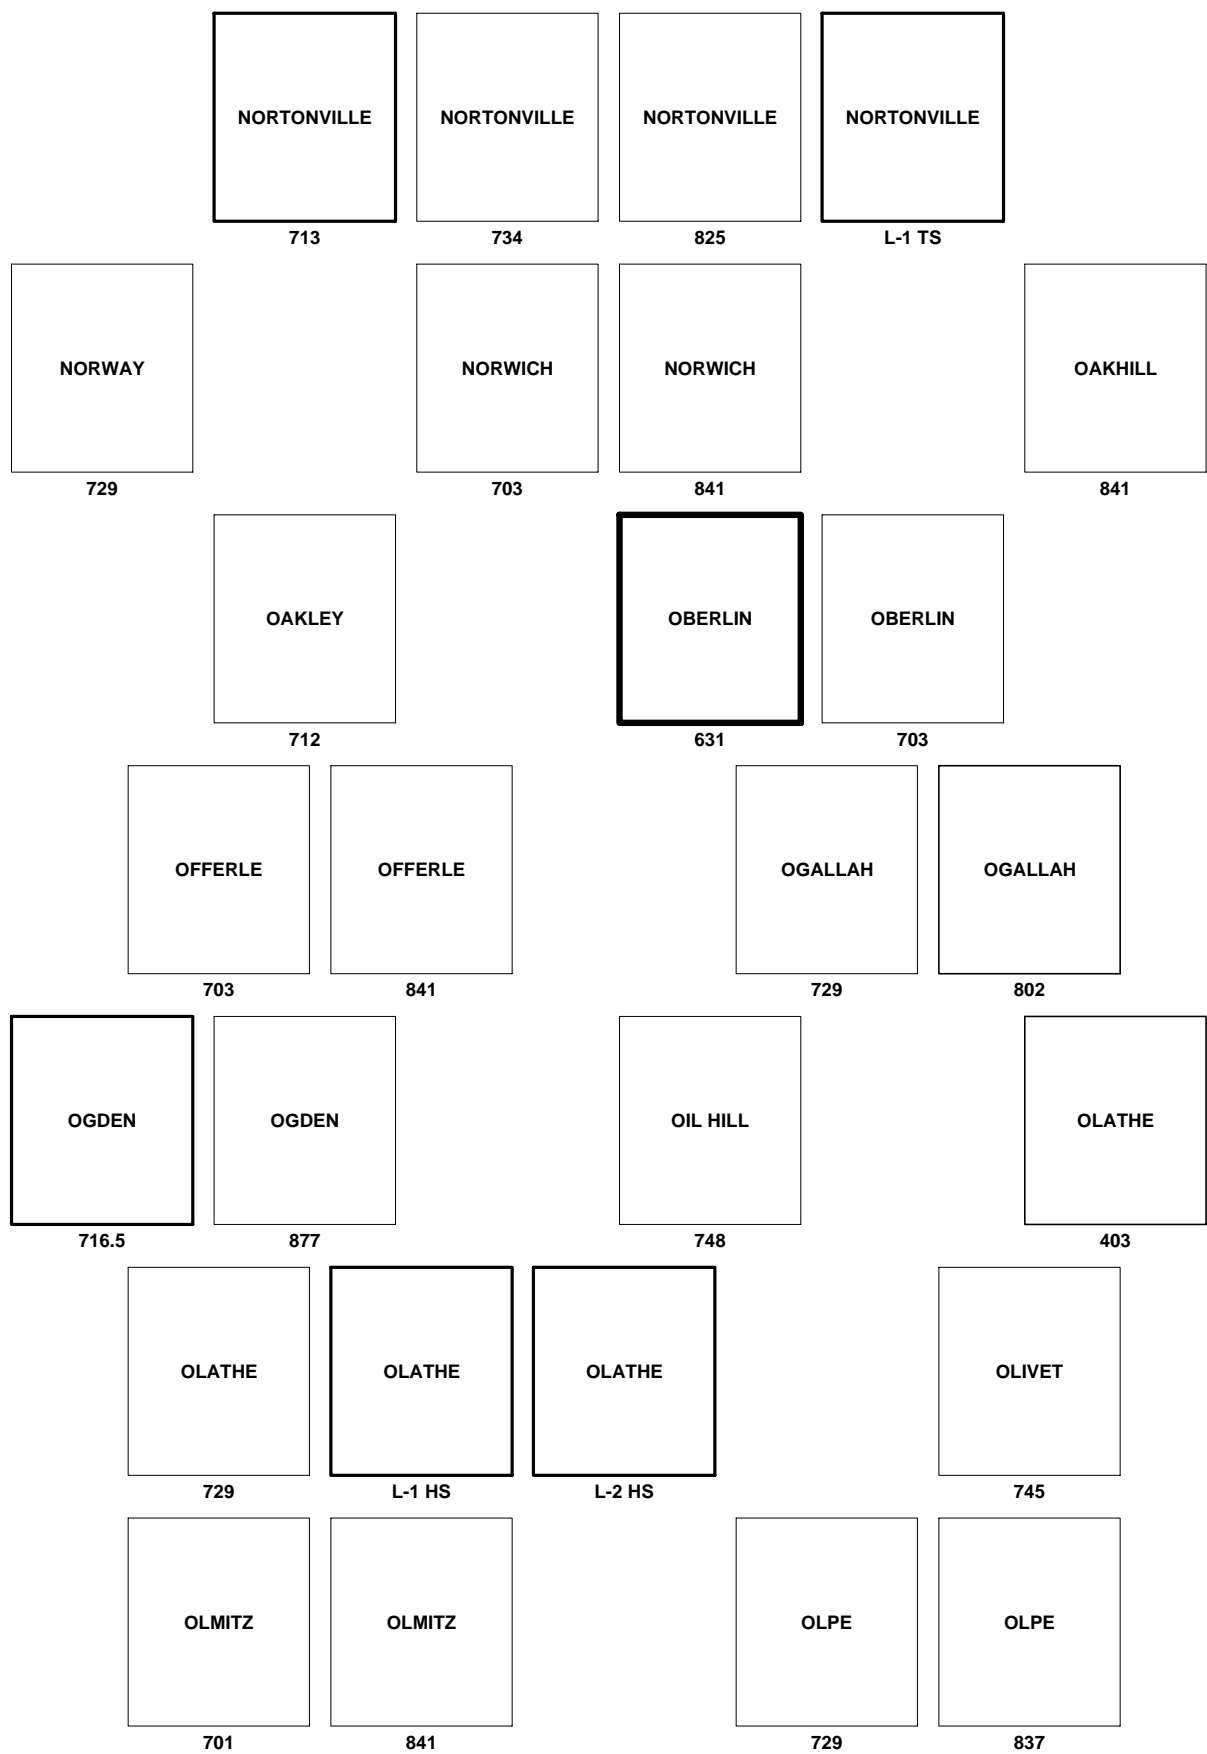 NORTONVILLE NORTONVILLE NORTONVILLE NORTONVILLE
713 734 825 L-1 TS
NORWAY NORWICH NORWICH OAKHILL
729 703 841 841
OAKLEY OBERLIN OBERLIN
712 631 703
OFFERLE OFFERLE OGALLAH OGALLAH
703 841 729 802
OGDEN OGDEN OIL HILL OLATHE
716.5 877 748 403
OLATHE OLATHE OLATHE OLIVET
729 L-1 HS L-2 HS 745
OLMITZ OLMITZ OLPE OLPE
701 841 729 837